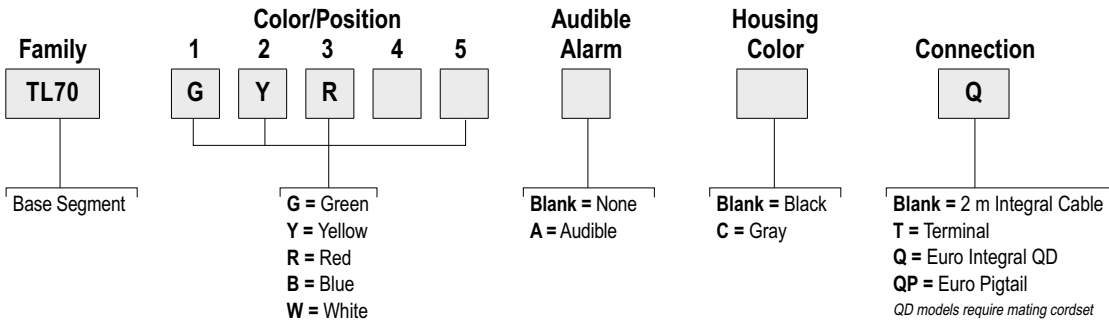 Color/Position
Audible
Alarm
Housing
Color
Family
1 2 3 4 5
Connection
TL70
G Y R
Q
Base Segment
G = Green
Y = Yellow
R = Red
B = Blue
W = White
Blank = None
A = Audible
Blank = Black
C = Gray
Blank = 2 m Integral Cable
T = Terminal
Q = Euro Integral QD
QP = Euro Pigtail
QD models require mating cordset